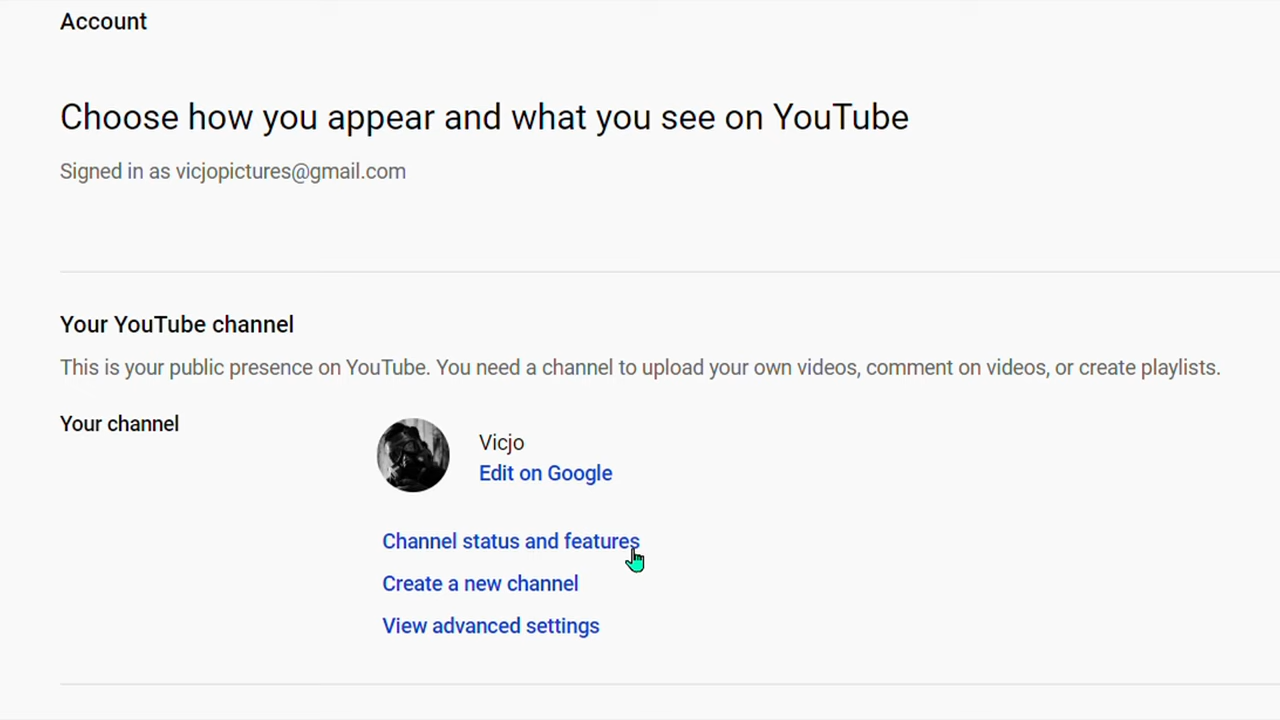 Account
Choose how you appear and what you see on YouTube
Signed in as vicjopictures@gmail.com
Your YouTube channel
This is your public presence on YouTube. You need a channel to upload your own videos, comment on videos, or create playlists.
Your channel
Vicjo
Edit on Google
Channel status and features
Create a new channel
View advanced settings